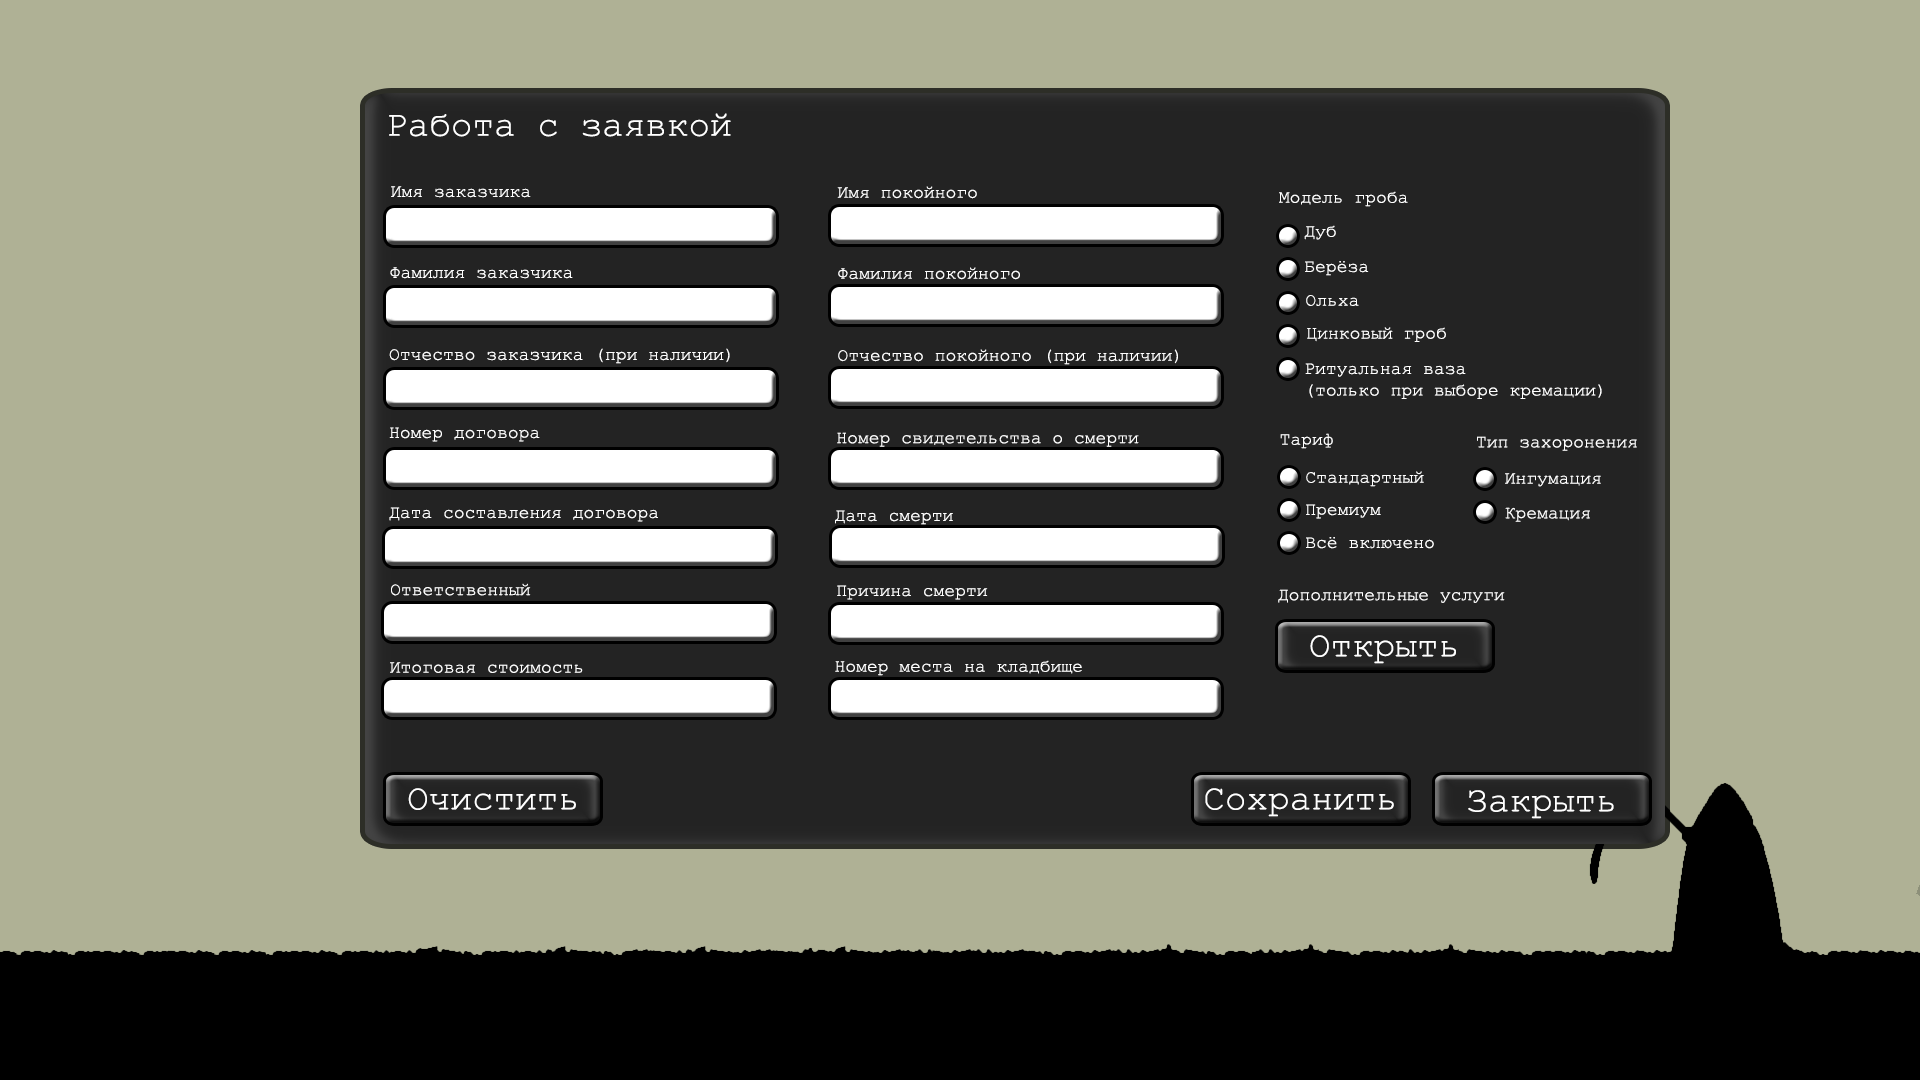 Работа с заявкой
Имя заказчика
Фамилия заказчика
Отчество заказчика (при наличии)
Номер договора
Дата составления договора
Ответственный
Итоговая стоимость
Имя покойного
Фамилия покойного
Отчество покойного (при наличии)
Номер свидетельства о смерти
Дата смерти
Причина смерти
Номер места на кладбище
Модель гроба
Дуб
Берёза
Ольха
Цинковый гроб
Ритуальная ваза
(только при выборе кремации)
Тариф
Стандартный
Премиум
Всё включено
Тип захоронения
Ингумация
Кремация
Дополнительные услуги
Открыть
Очистить
Сохранить
Закрыть